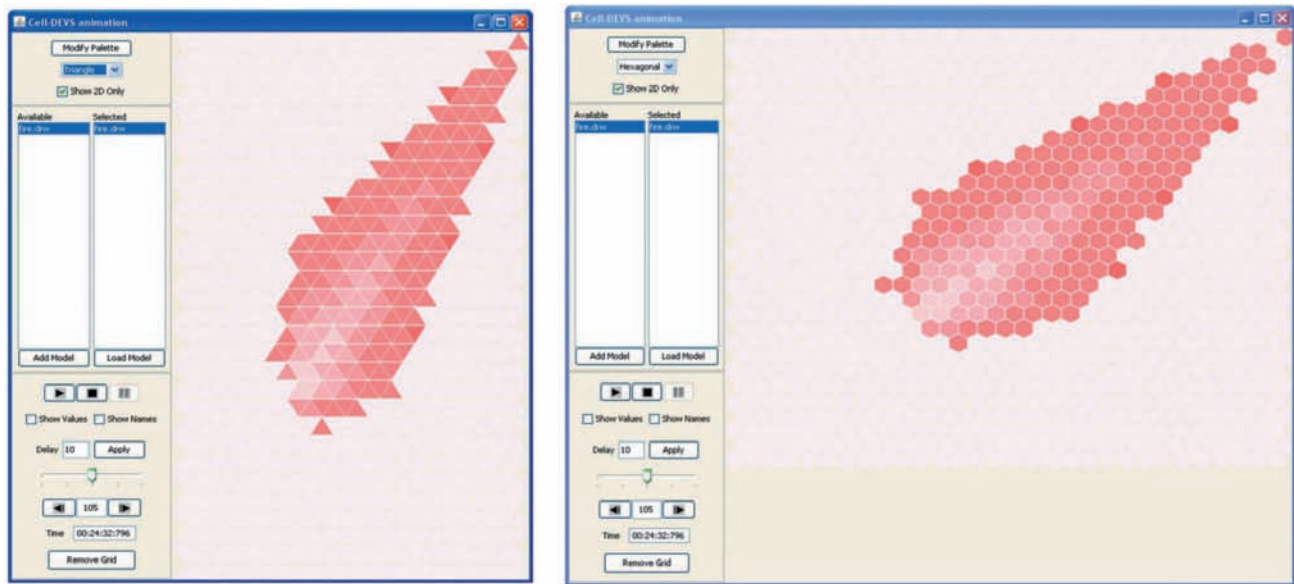 Cell-DEVS animation
Modify Palette
Triangle
Show 2D Only
Available Selected
fire.drw fire.drw
Add Model Load Model
Show Values Show Names
Delay 10 Apply
105
Time 00:24:32:796
Remove Grid
Cell-DEVS animation
Modify Palette
Hexagonal
Show 2D Only
Available Selected
fire.drw fire.drw
Add Model Load Model
Show Values Show Names
Delay 10 Apply
105
Time 00:24:32:796
Remove Grid